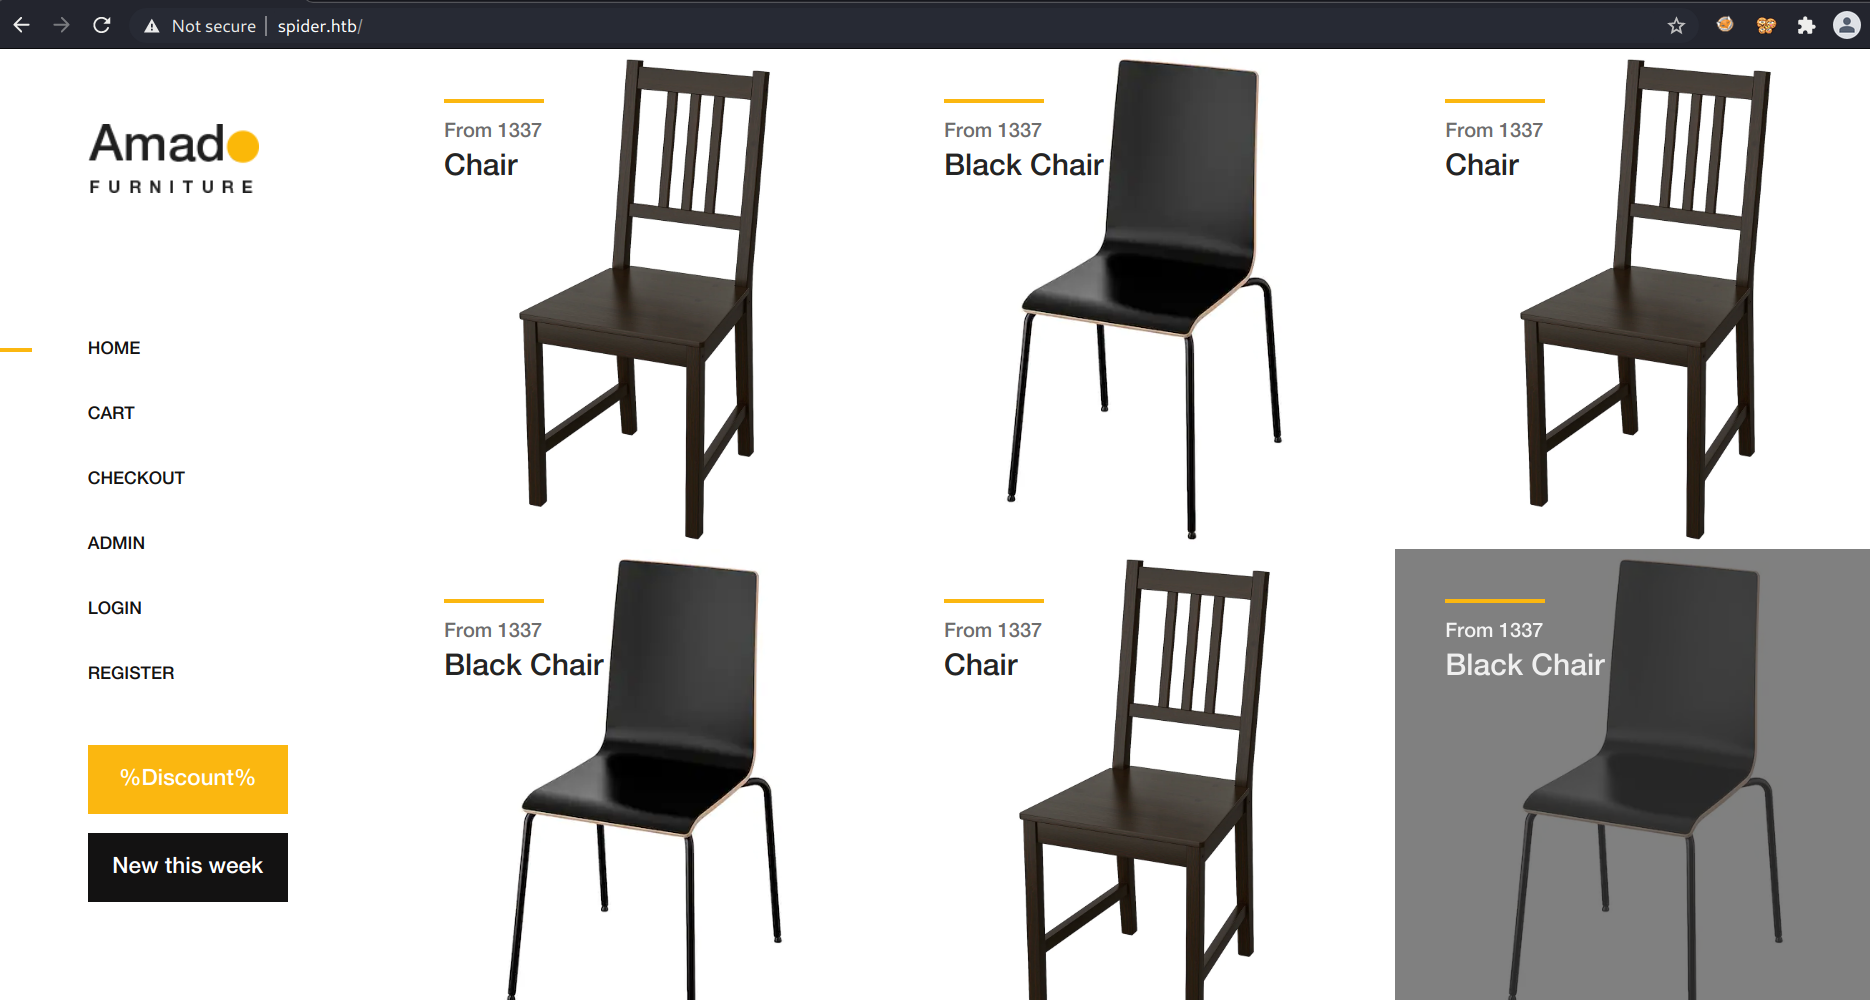 Not secure | spider.htb/
Amado
FURNITURE
HOME
CART
CHECKOUT
ADMIN
LOGIN
REGISTER
%Discount%
New this week
From 1337
Chair
From 1337
Black Chair
From 1337
Chair
From 1337
Black Chair
From 1337
Chair
From 1337
Black Chair